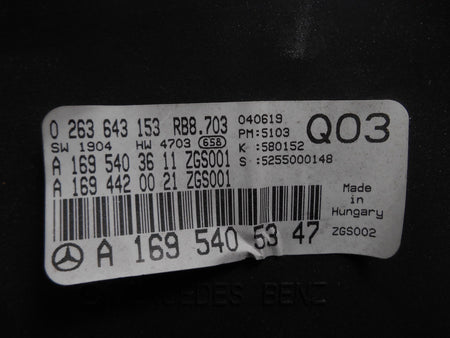 0 263 643 153 RB8.703 040619
SW 1904 HW 4703 658 PM:5103 Q03
A 169 540 36 11 ZGS001 K :580152
A 169 442 00 21 ZGS001 S :5255000148
Made
in
Hungary
A 169 540 53 47 ZGS002
MERCEDES BENZ